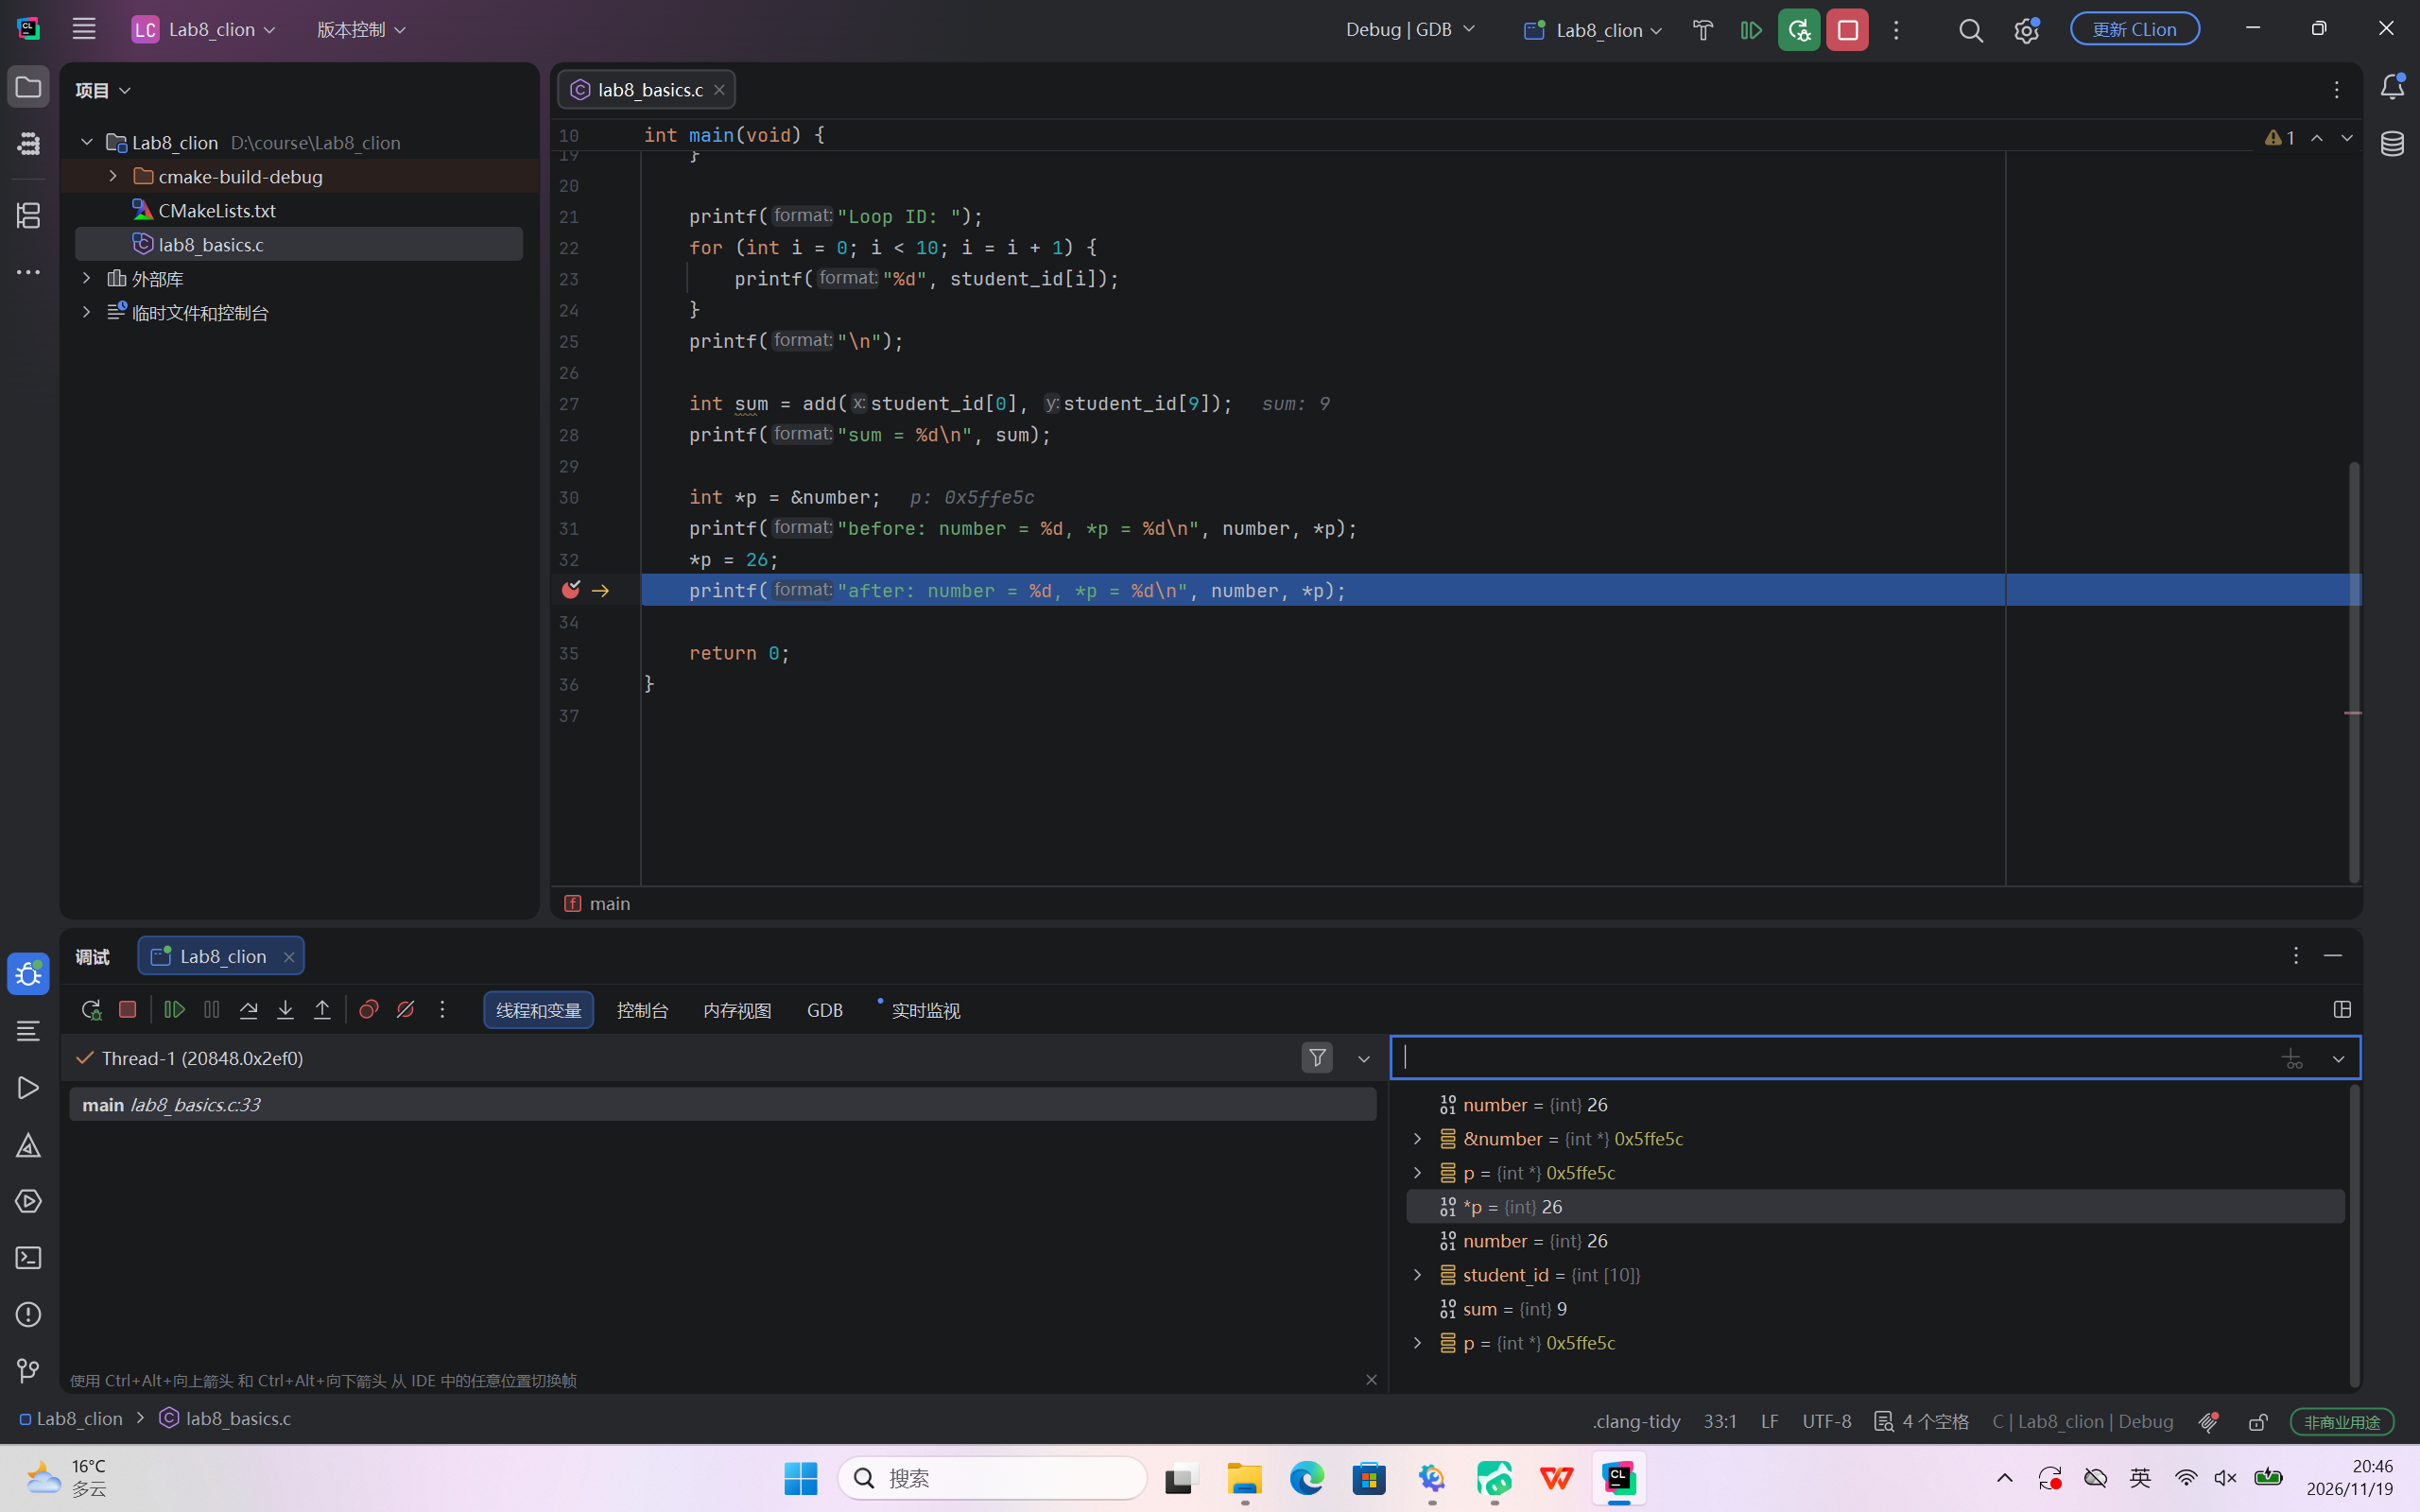 LC Lab8_clion 版本控制 Debug | GDB Lab8_clion 更新 CLion
项目
Lab8_clion D:\course\Lab8_clion
cmake-build-debug
CMakeLists.txt
lab8_basics.c
外部库
临时文件和控制台
lab8_basics.c
10 int main(void) { 1
19 }
20
21 printf(format:"Loop ID: ");
22 for (int i = 0; i < 10; i = i + 1) {
23 printf(format:"%d", student_id[i]);
24 }
25 printf(format:"\n");
26
27 int sum = add(x:student_id[0], y:student_id[9]); sum: 9
28 printf(format:"sum = %d\n", sum);
29
30 int *p = &number; p: 0x5ffe5c
31 printf(format:"before: number = %d, *p = %d\n", number, *p);
32 *p = 26;
printf(format:"after: number = %d, *p = %d\n", number, *p);
34
35 return 0;
36 }
37
f main
调试 Lab8_clion
线程和变量 控制台 内存视图 GDB 实时监视
Thread-1 (20848.0x2ef0)
main lab8_basics.c:33
number = {int} 26
&number = {int *} 0x5ffe5c
p = {int *} 0x5ffe5c
*p = {int} 26
number = {int} 26
student_id = {int [10]}
sum = {int} 9
p = {int *} 0x5ffe5c
使用 Ctrl+Alt+向上箭头 和 Ctrl+Alt+向下箭头 从 IDE 中的任意位置切换帧
Lab8_clion lab8_basics.c .clang-tidy 33:1 LF UTF-8 4 个空格 C | Lab8_clion | Debug 非商业用途
16°C
多云
搜索
英
20:46
2026/11/19